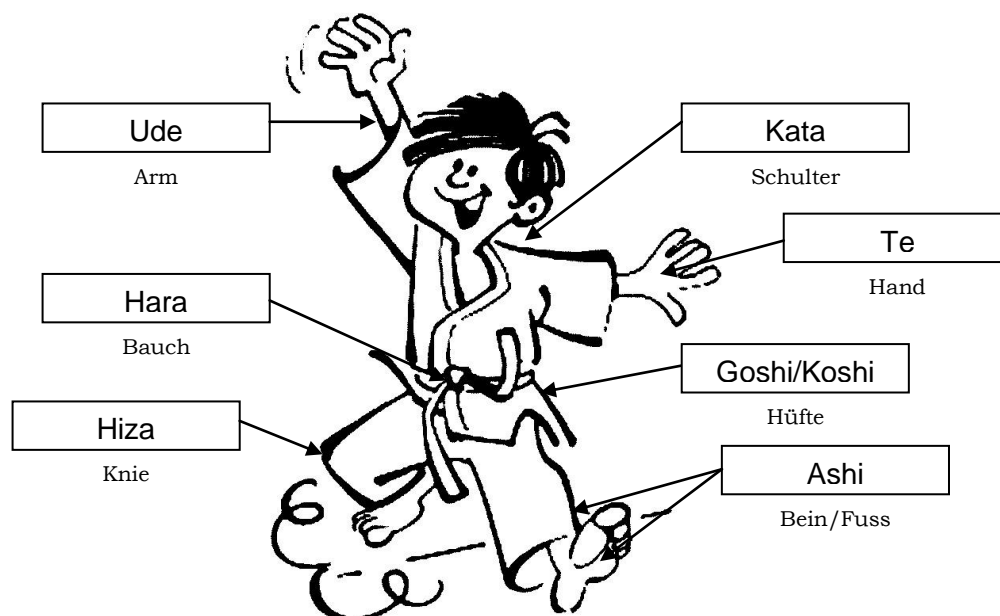 Ude
Arm
Kata
Schulter
Te
Hand
Hara
Bauch
Goshi/Koshi
Hüfte
Hiza
Knie
Ashi
Bein/Fuss